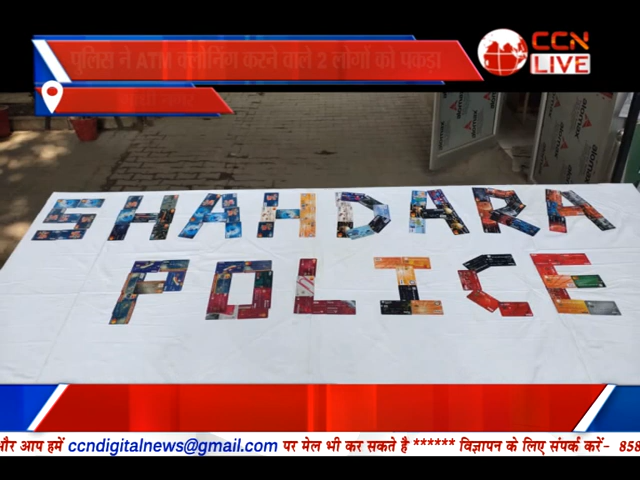 पुलिस ने ATM क्लोनिंग करने वाले 2 लोगों को पकड़ा
CCN
LIVE
SHAHDARA
POLICE
और आप हमें ccndigitalnews@gmail.com पर मेल भी कर सकते है ****** विज्ञापन के लिए संपर्क करें- 858